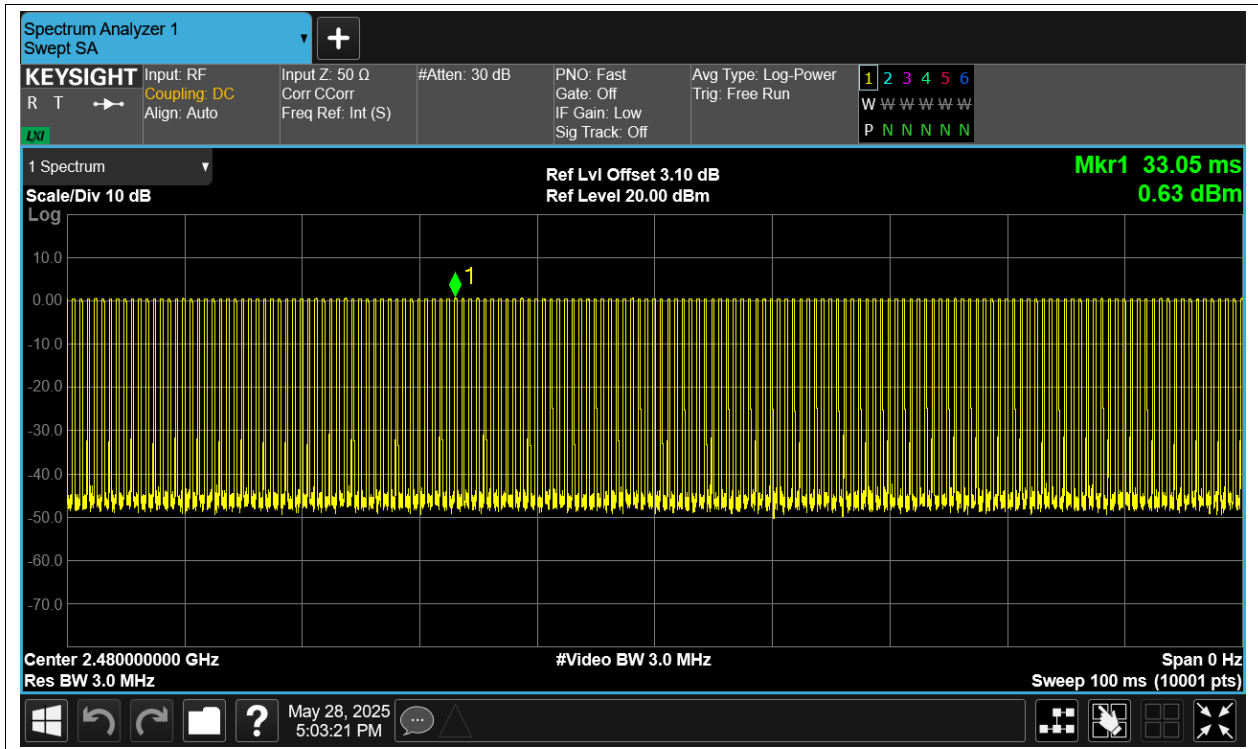 Spectrum Analyzer 1
Swept SA
KEYSIGHT
R T
LXI
Input: RF
Coupling: DC
Align: Auto
Input Z: 50 Ω
Corr CCorr
Freq Ref: Int (S)
#Atten: 30 dB
PNO: Fast
Gate: Off
IF Gain: Low
Sig Track: Off
Avg Type: Log-Power
Trig: Free Run
1 2 3 4 5 6
W W W W W W
P N N N N N
1 Spectrum
Scale/Div 10 dB
Ref Lvl Offset 3.10 dB
Ref Level 20.00 dBm
Mkr1 33.05 ms
0.63 dBm
Log
1
10.0
0.00
-10.0
-20.0
-30.0
-40.0
-50.0
-60.0
-70.0
Center 2.480000000 GHz
#Video BW 3.0 MHz
Span 0 Hz
Res BW 3.0 MHz
Sweep 100 ms (10001 pts)
?
May 28, 2025
5:03:21 PM